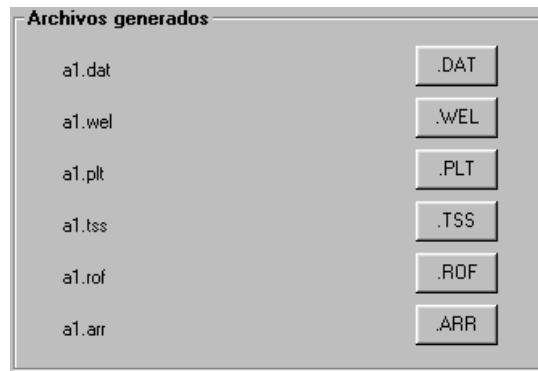 Archivos generados
a1.dat .DAT
a1.wel .WEL
a1.plt .PLT
a1.tss .TSS
a1.rof .ROF
a1.arr .ARR